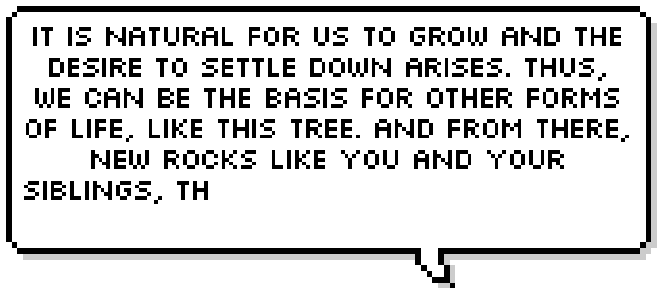 IT IS NATURAL FOR US TO GROW AND THE
DESIRE TO SETTLE DOWN ARISES. THUS,
WE CAN BE THE BASIS FOR OTHER FORMS
OF LIFE, LIKE THIS TREE. AND FROM THERE,
NEW ROCKS LIKE YOU AND YOUR
SIBLINGS, TH